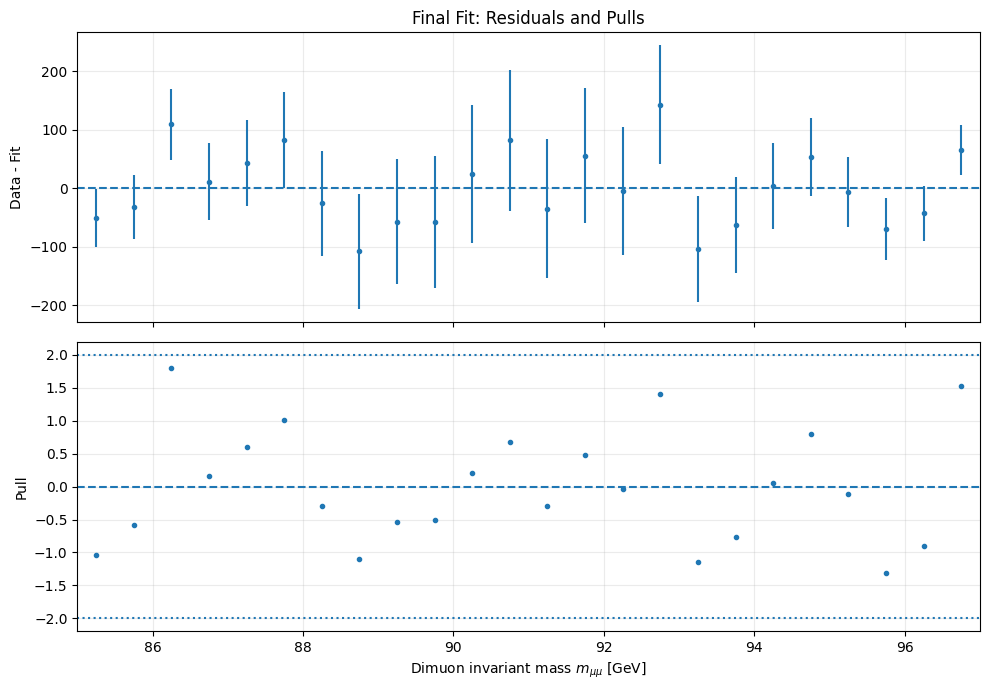 Final Fit: Residuals and Pulls
Data - Fit
200
100
0
−100
−200
Pull
2.0
1.5
1.0
0.5
0.0
−0.5
−1.0
−1.5
−2.0
86 88 90 92 94 96
Dimuon invariant mass m_{μμ} [GeV]